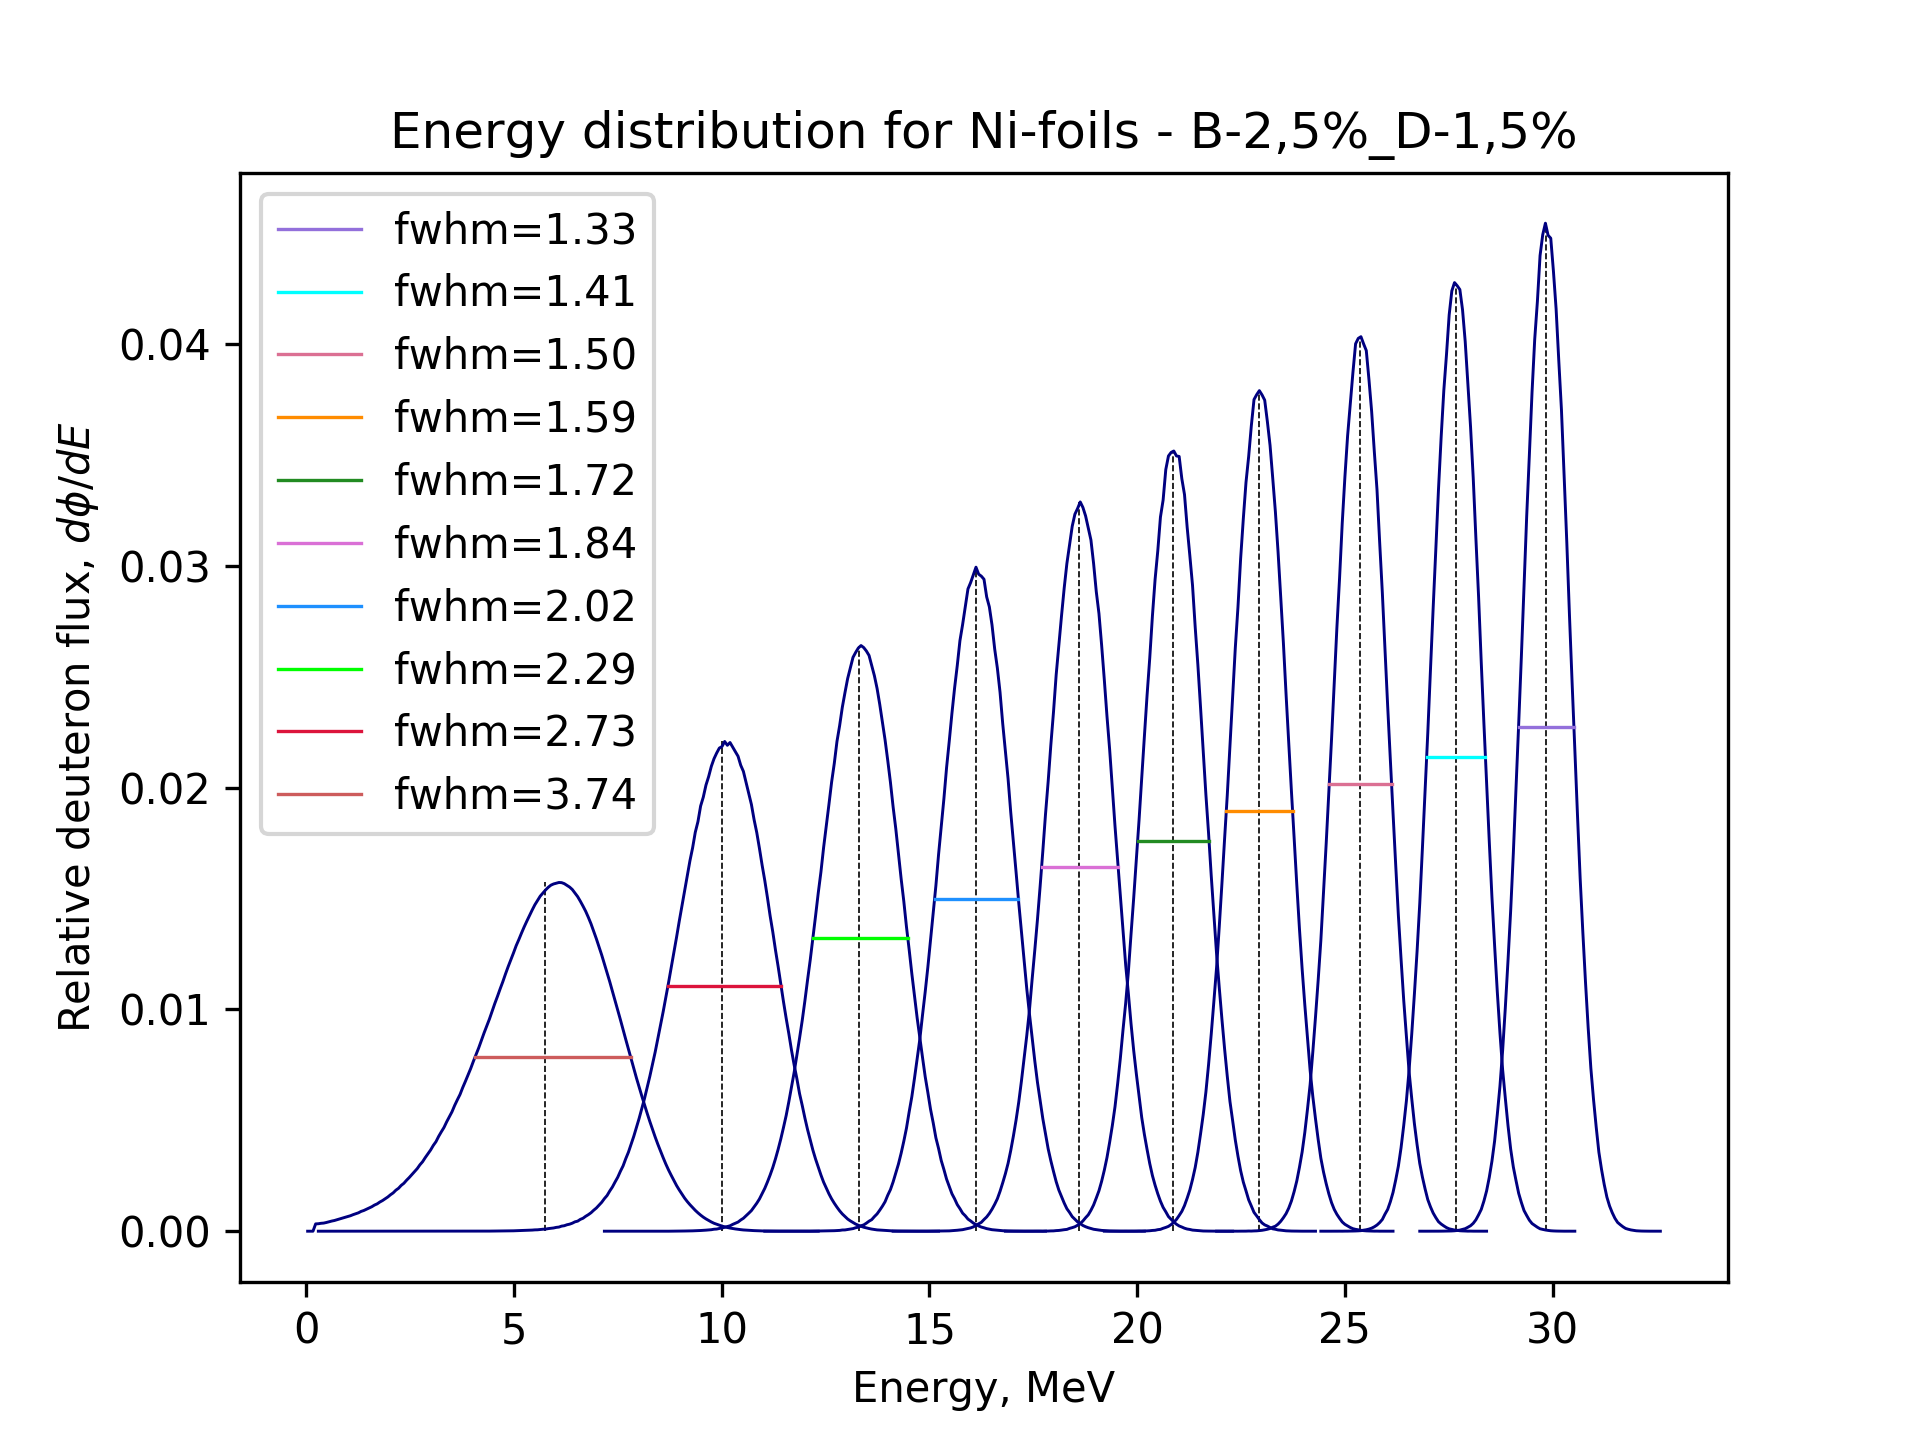 Energy distribution for Ni-foils - B-2,5%_D-1,5%
fwhm=1.33
fwhm=1.41
fwhm=1.50
fwhm=1.59
fwhm=1.72
fwhm=1.84
fwhm=2.02
fwhm=2.29
fwhm=2.73
fwhm=3.74
Relative deuteron flux, dϕ/dE
0.04
0.03
0.02
0.01
0.00
0 5 10 15 20 25 30
Energy, MeV